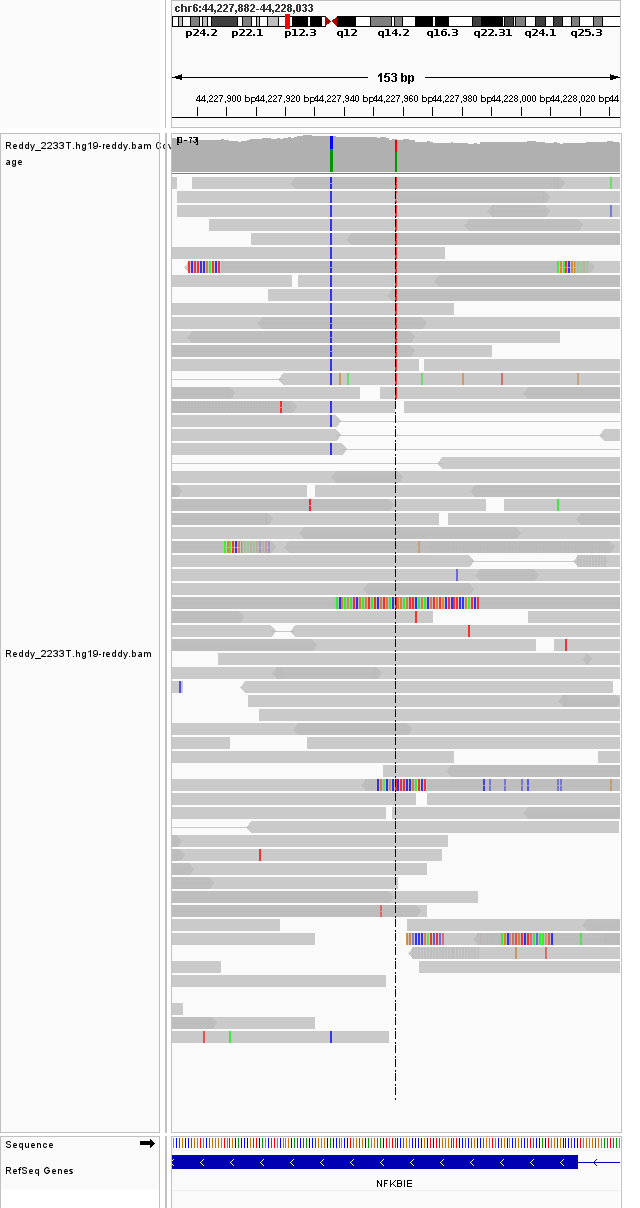 chr6:44,227,882-44,228,033
p24.2 p22.1 p12.3 q12 q14.2 q16.3 q22.31 q24.1 q25.3
153 bp
44,227,900 bp 44,227,920 bp 44,227,940 bp 44,227,960 bp 44,227,980 bp 44,228,000 bp 44,228,020 bp 44
Reddy_2233T.hg19-reddy.bam Cov
age
[0-73]
Reddy_2233T.hg19-reddy.bam
Sequence
RefSeq Genes
NFKBIE